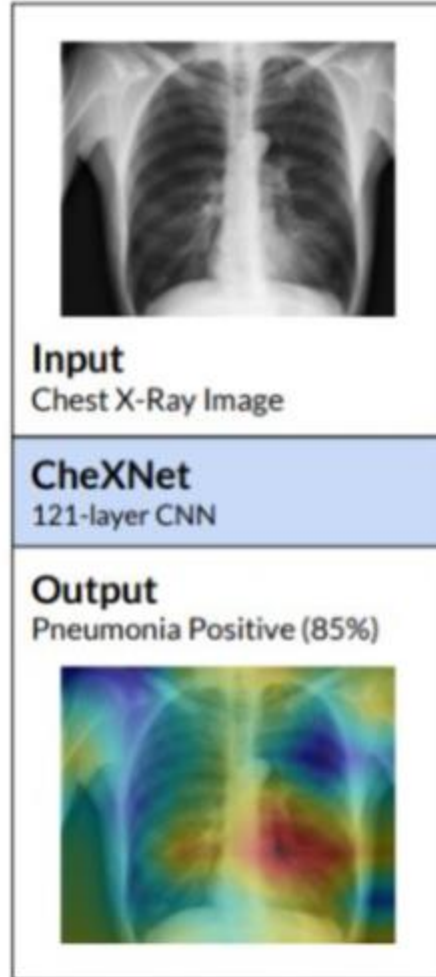 Input
Chest X-Ray Image
CheXNet
121-layer CNN
Output
Pneumonia Positive (85%)